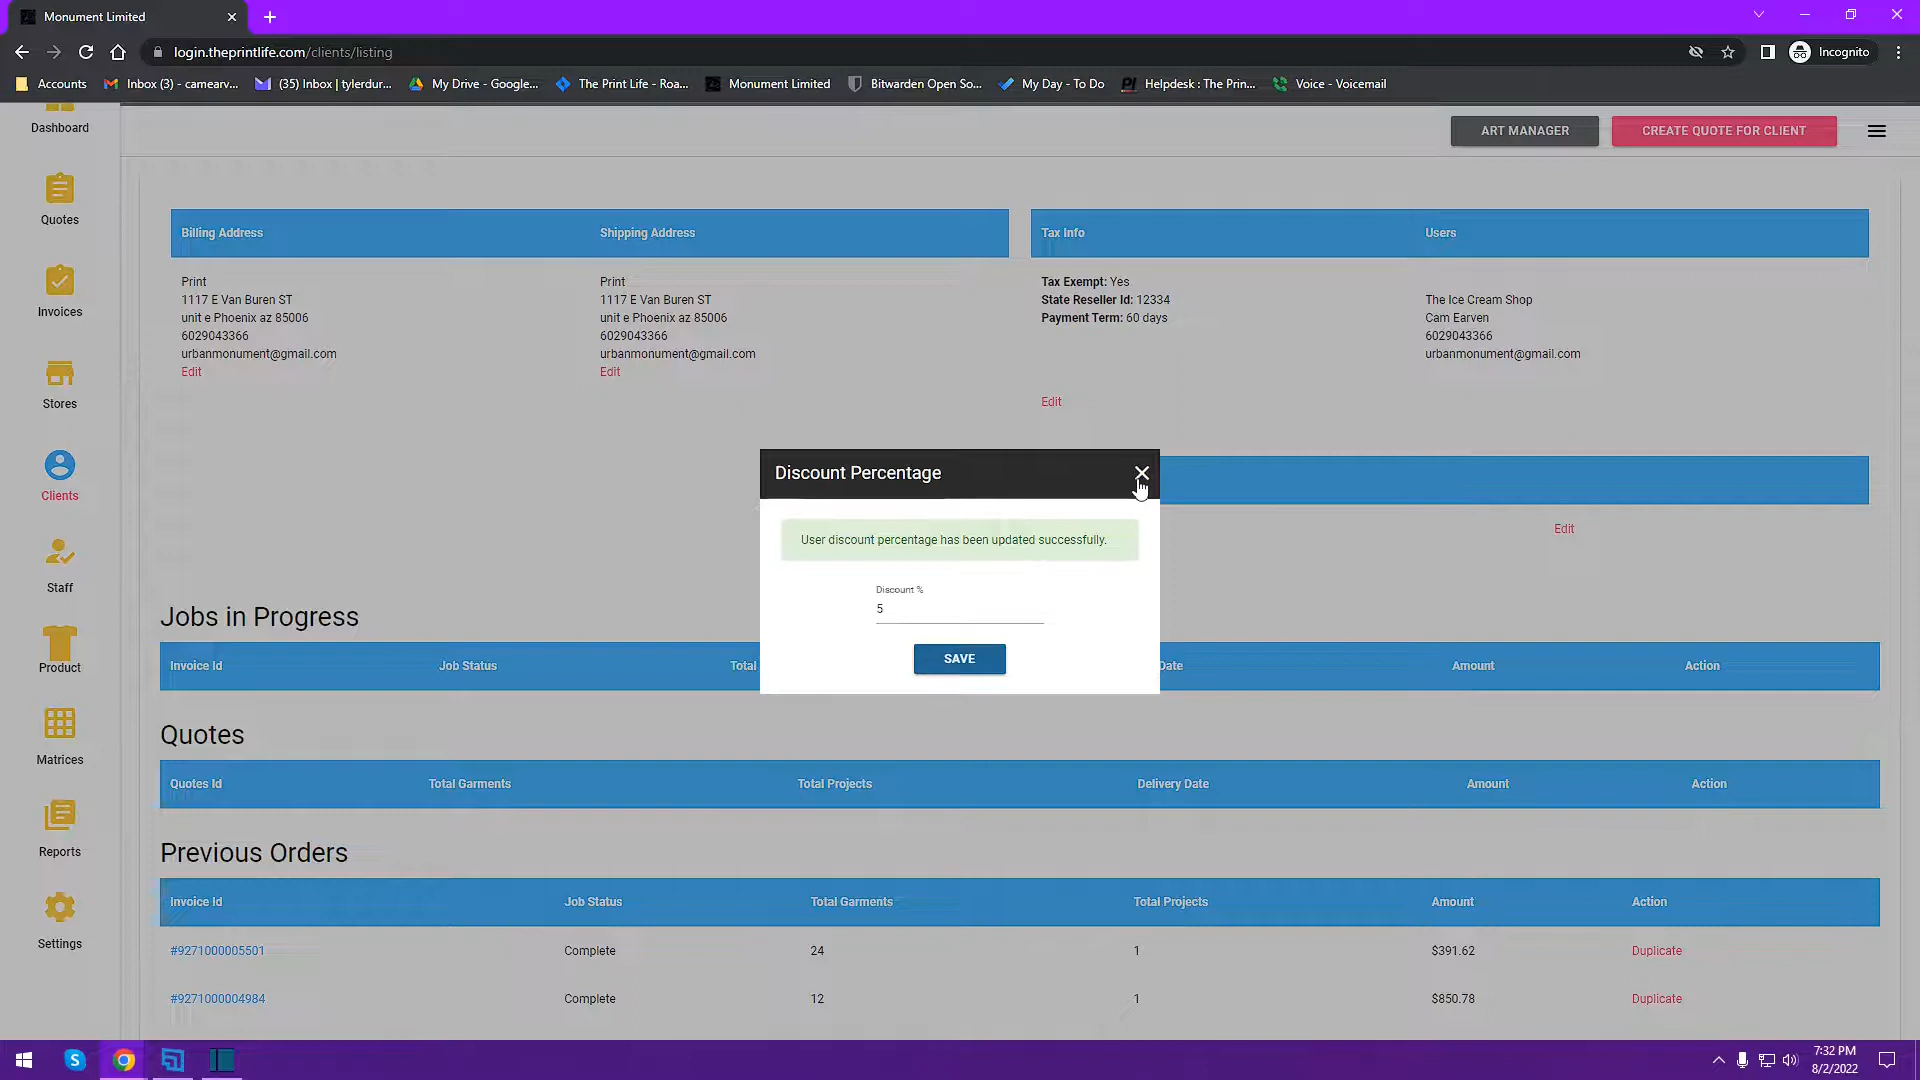 Monument Limited
login.theprintlife.com/clients/listing
Incognito
Accounts
Inbox (3) - camearv...
(35) Inbox | tylerdur...
My Drive - Google...
The Print Life - Roa...
Monument Limited
Bitwarden Open So...
My Day - To Do
Helpdesk : The Prin...
Voice - Voicemail
Dashboard
Quotes
Invoices
Stores
Clients
Staff
Product
Matrices
Reports
Settings
ART MANAGER
CREATE QUOTE FOR CLIENT
Billing Address
Shipping Address
Tax Info
Users
Print
1117 E Van Buren ST
unit e Phoenix az 85006
6029043366
urbanmonument@gmail.com
Edit
Print
1117 E Van Buren ST
unit e Phoenix az 85006
6029043366
urbanmonument@gmail.com
Edit
Tax Exempt: Yes
State Reseller Id: 12334
Payment Term: 60 days
Edit
The Ice Cream Shop
Cam Earven
6029043366
urbanmonument@gmail.com
Edit
Discount Percentage
User discount percentage has been updated successfully.
Discount %
5
SAVE
Jobs in Progress
Invoice Id
Job Status
Total
Date
Amount
Action
Quotes
Quotes Id
Total Garments
Total Projects
Delivery Date
Amount
Action
Previous Orders
Invoice Id
Job Status
Total Garments
Total Projects
Amount
Action
#9271000005501
Complete
24
1
$391.62
Duplicate
#9271000004984
Complete
12
1
$850.78
Duplicate
7:32 PM
8/2/2022